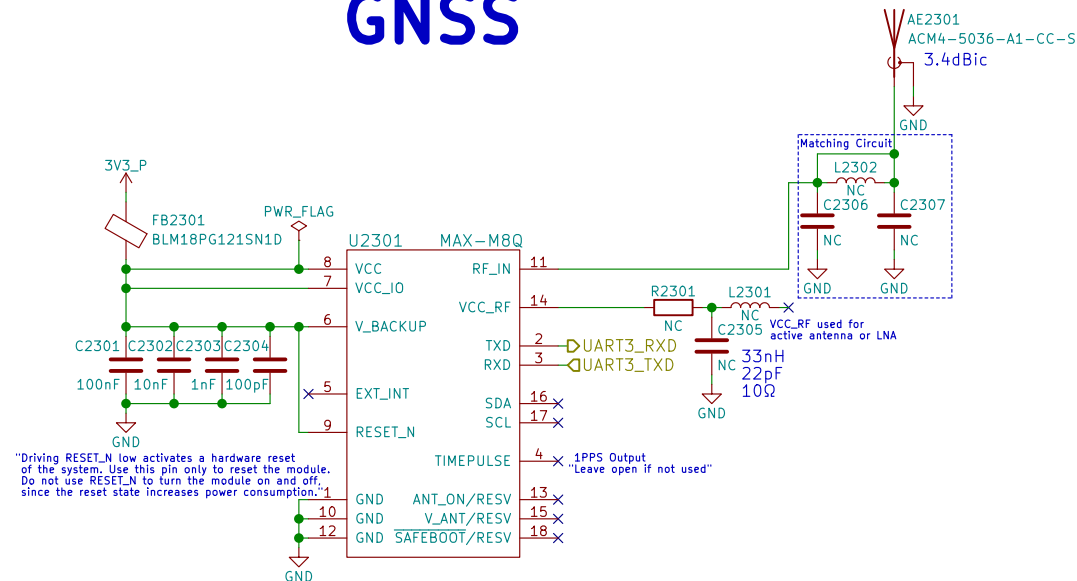 GNSS
AE2301
ACM4-5036-A1-CC-S
3.4dBic
GND
Matching Circuit
L2302
NC
C2306
NC
GND
C2307
NC
GND
3V3_P
FB2301
BLM18PG121SN1D
PWR_FLAG
U2301
MAX-M8Q
8 VCC
7 VCC_IO
6 V_BACKUP
5 EXT_INT
9 RESET_N
1 GND
10 GND
12 GND
RF_IN 11
VCC_RF 14
TXD 2
RXD 3
SDA 16
SCL 17
TIMEPULSE 4
ANT_ON/RESV 13
V_ANT/RESV 15
SAFEBOOT/RESV 18
R2301
NC
L2301
NC
C2305
NC
GND
VCC_RF used for
active antenna or LNA
33nH
22pF
10Ω
UART3_RXD
UART3_TXD
C2301
100nF
C2302
10nF
C2303
1nF
C2304
100pF
GND
"Driving RESET_N low activates a hardware reset
of the system. Use this pin only to reset the module.
Do not use RESET_N to turn the module on and off,
since the reset state increases power consumption."
1PPS Output
"Leave open if not used"
GND